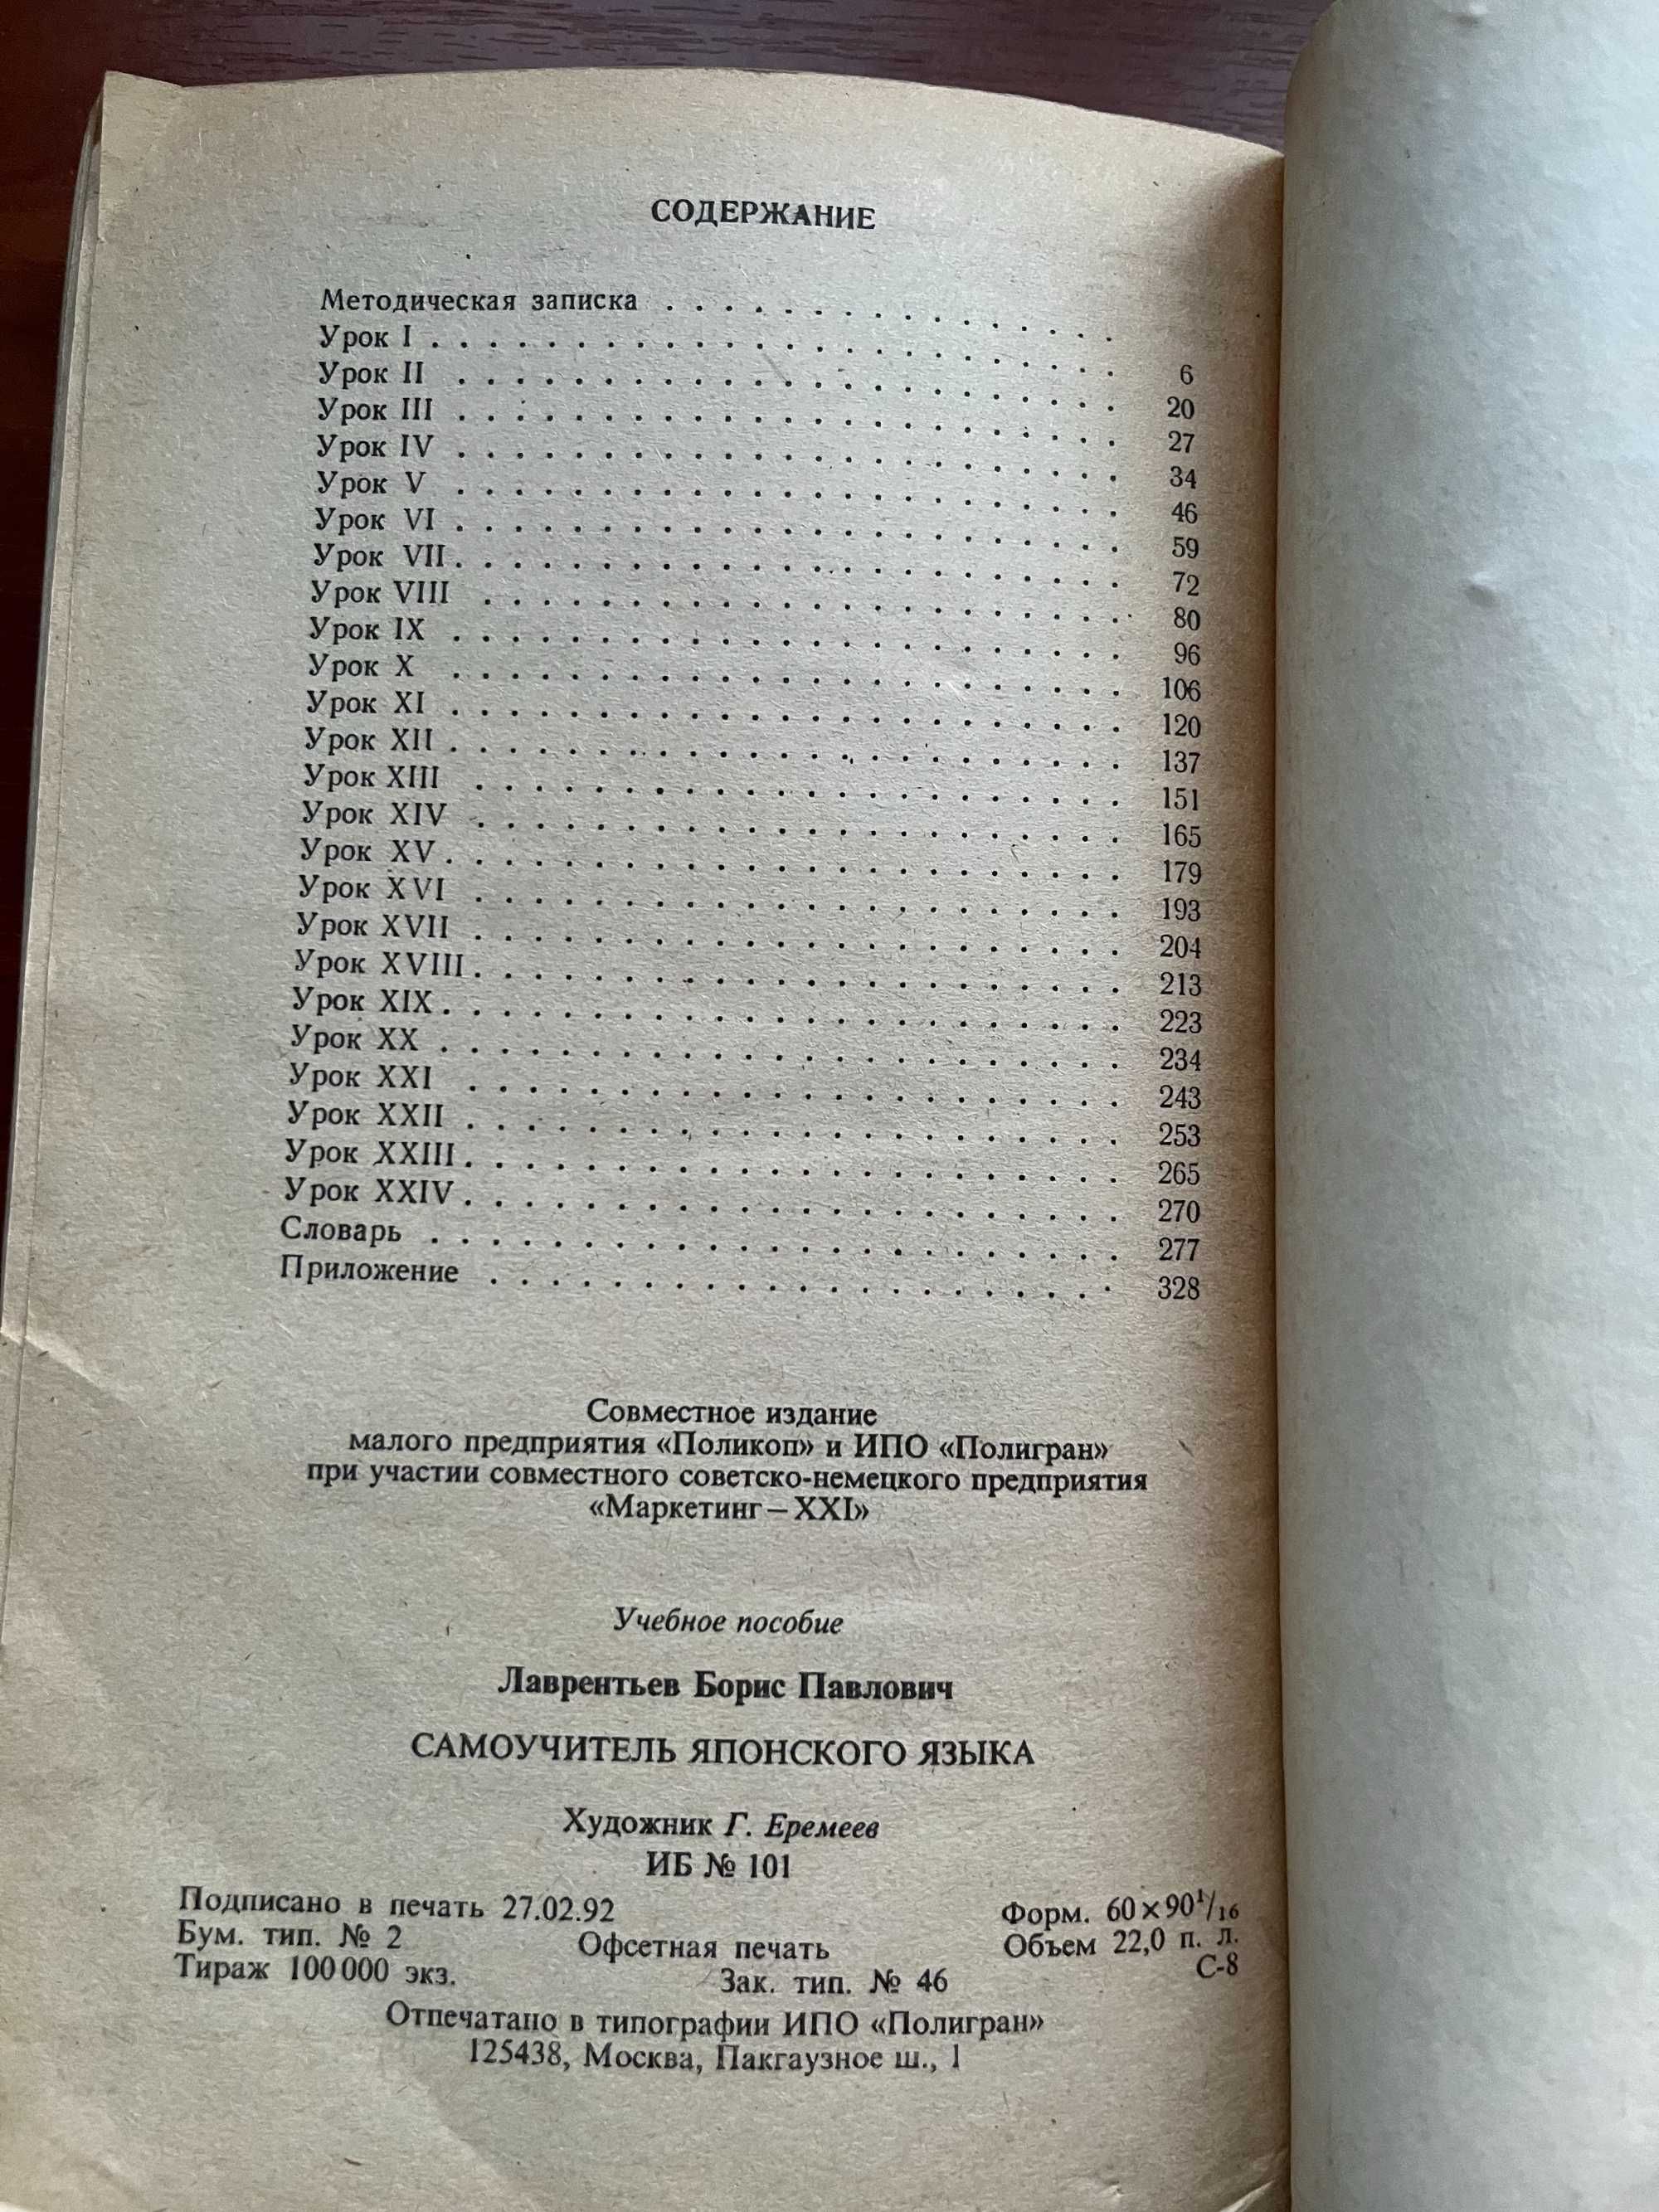 СОДЕРЖАНИЕ
Методическая записка . . . . . . . . . . . . . . .
Урок I . . . . . . . . . . . . . . . 6
Урок II . . . . . . . . . . . . . . . 20
Урок III . . . . . . . . . . . . . . . 27
Урок IV . . . . . . . . . . . . . . . 34
Урок V . . . . . . . . . . . . . . . 46
Урок VI . . . . . . . . . . . . . . . 59
Урок VII . . . . . . . . . . . . . . . 72
Урок VIII . . . . . . . . . . . . . . . 80
Урок IX . . . . . . . . . . . . . . . 96
Урок X . . . . . . . . . . . . . . . 106
Урок XI . . . . . . . . . . . . . . . 120
Урок XII . . . . . . . . . . . . . . . 137
Урок XIII . . . . . . . . . . . . . . . 151
Урок XIV . . . . . . . . . . . . . . . 165
Урок XV . . . . . . . . . . . . . . . 179
Урок XVI . . . . . . . . . . . . . . . 193
Урок XVII . . . . . . . . . . . . . . . 204
Урок XVIII . . . . . . . . . . . . . . . 213
Урок XIX . . . . . . . . . . . . . . . 223
Урок XX . . . . . . . . . . . . . . . 234
Урок XXI . . . . . . . . . . . . . . . 243
Урок XXII . . . . . . . . . . . . . . . 253
Урок XXIII . . . . . . . . . . . . . . . 265
Урок XXIV . . . . . . . . . . . . . . . 270
Словарь . . . . . . . . . . . . . . . 277
Приложение . . . . . . . . . . . . . . . 328
Совместное издание
малого предприятия «Поликоп» и ИПО «Полигран»
при участии совместного советско-немецкого предприятия
«Маркетинг—XXI»
Учебное пособие
Лаврентьев Борис Павлович
САМОУЧИТЕЛЬ ЯПОНСКОГО ЯЗЫКА
Художник Г. Еремеев
ИБ № 101
Подписано в печать 27.02.92 Форм. 60×90¹/₁₆
Бум. тип. № 2 Офсетная печать Объем 22,0 п. л.
Тираж 100 000 экз. Зак. тип. № 46 С-8
Отпечатано в типографии ИПО «Полигран»
125438, Москва, Пакгаузное ш., 1